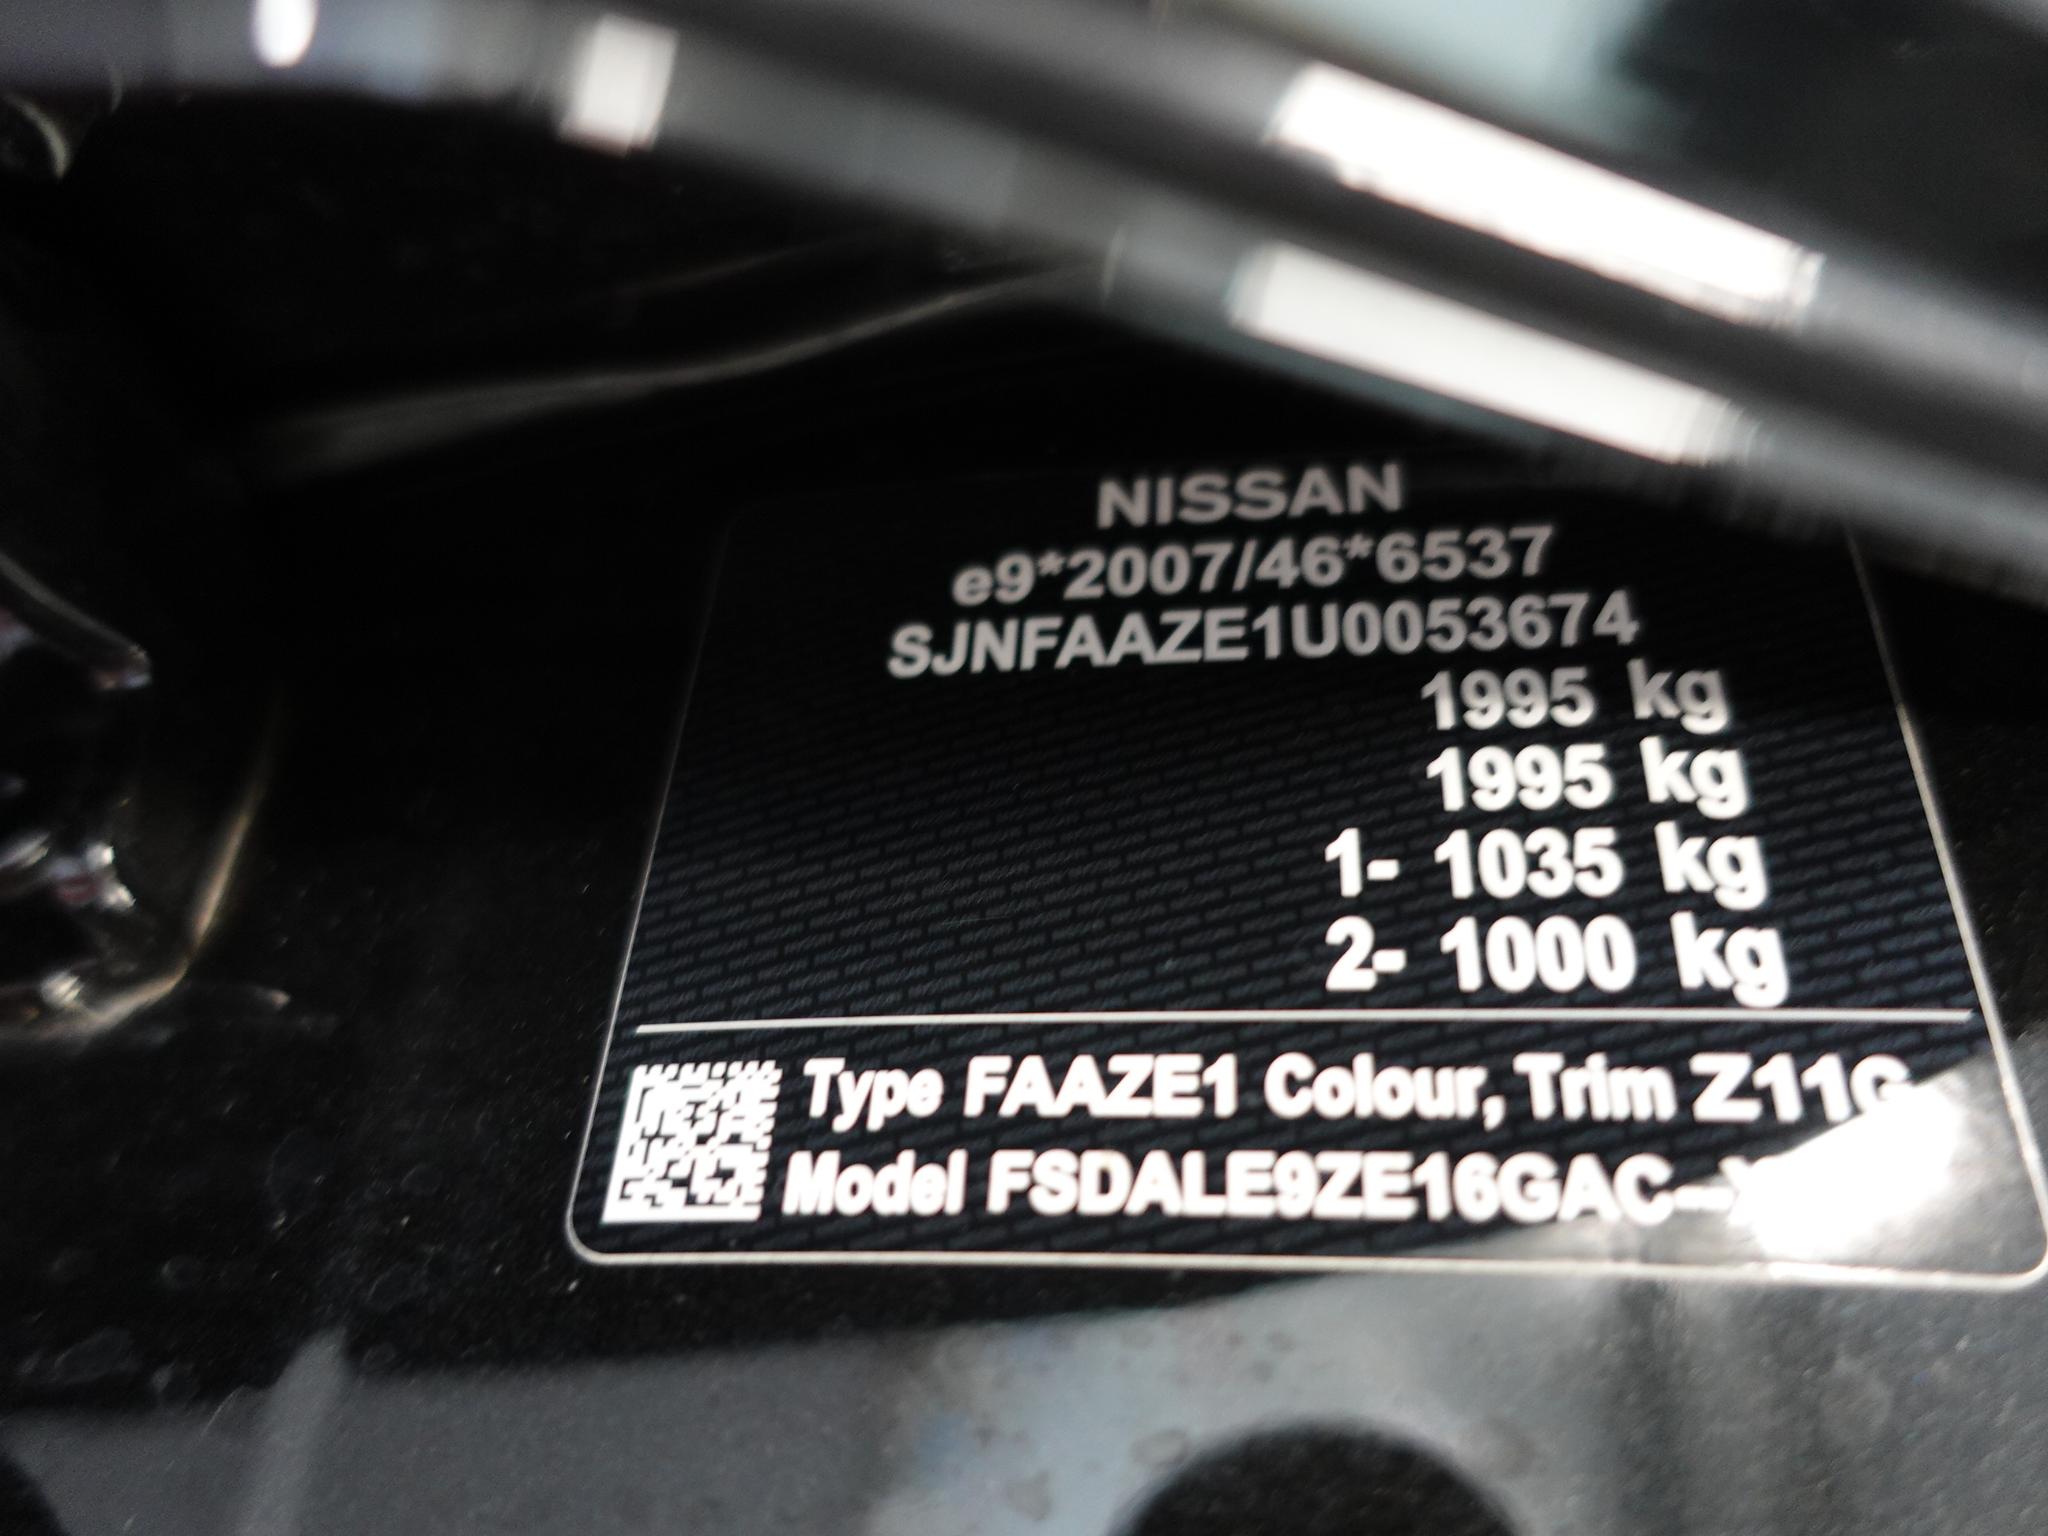 NISSAN
e9*2007/46*6537
SJNFAAZE1U0053674
1995 kg
1995 kg
1- 1035 kg
2- 1000 kg
Type FAAZE1 Colour, Trim Z11G
Model FSDALE9ZE16GAC-